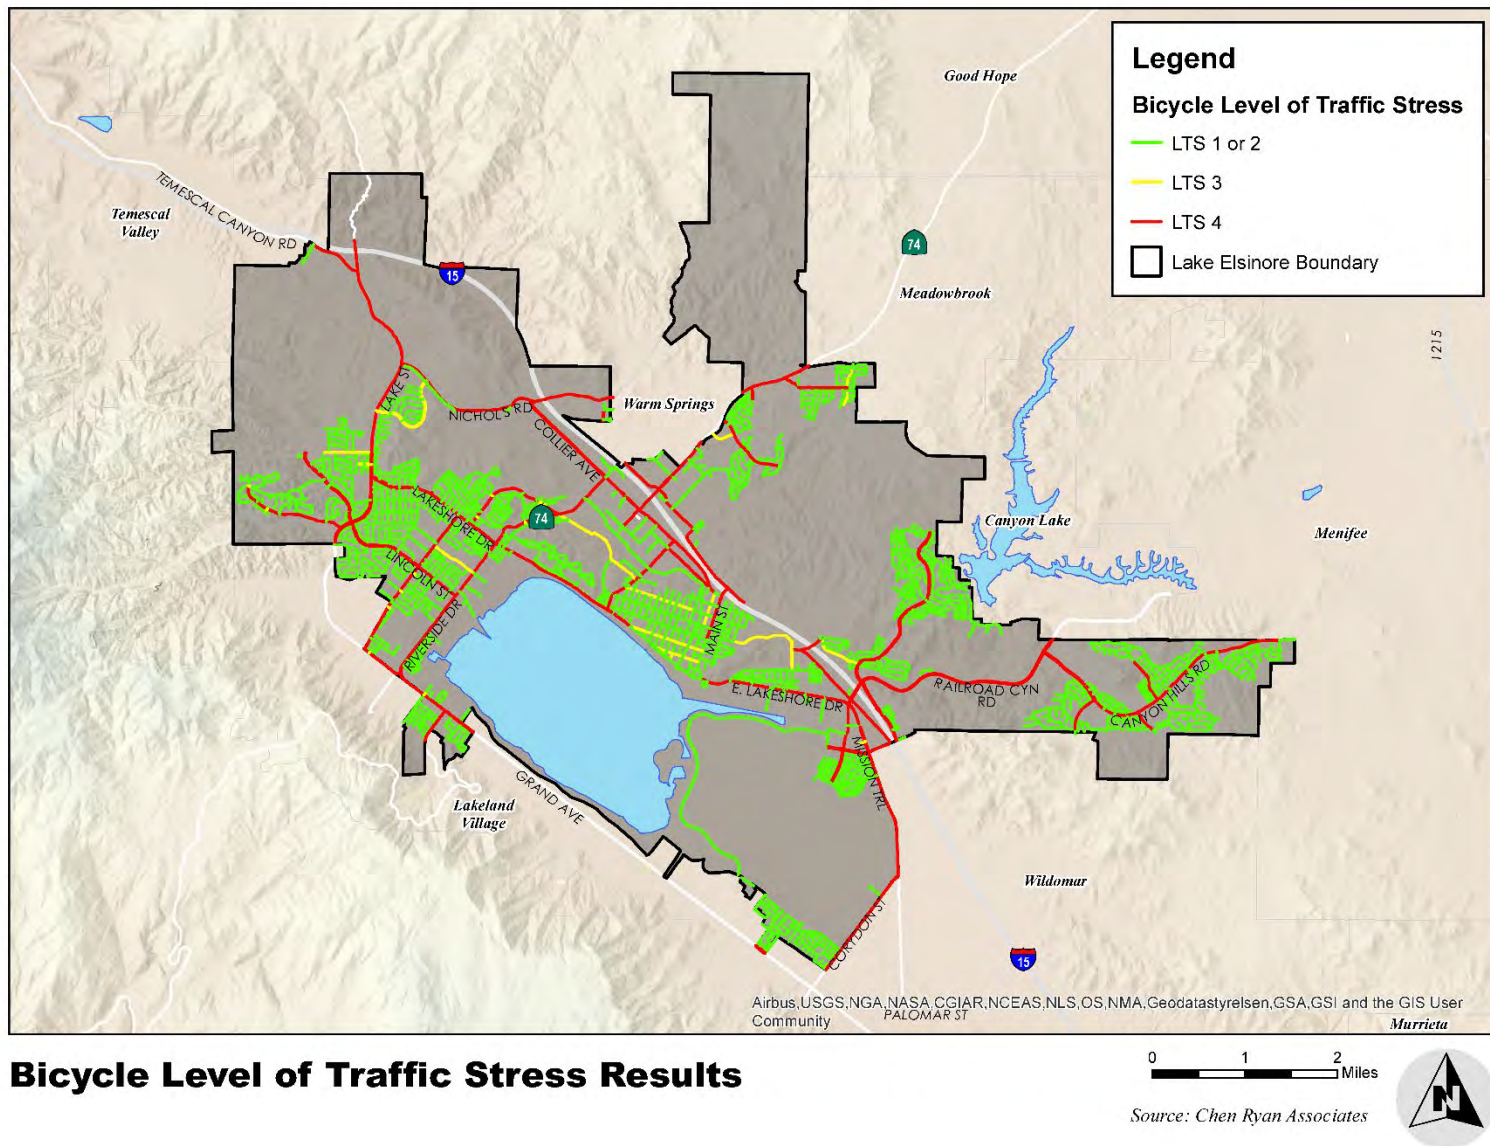 Legend
Bicycle Level of Traffic Stress
LTS 1 or 2
LTS 3
LTS 4
Lake Elsinore Boundary
Good Hope
TEMESCAL CANYON RD
Temescal
Valley
15
74
Meadowbrook
1215
LAKE ST
NICHOLS RD
Warm Springs
COLLIER AVE
LAKESHORE DR
74
Canyon Lake
Menifee
LINCOLN ST
RIVERSIDE DR
MAIN ST
E. LAKESHORE DR
RAILROAD CYN
RD
CANYON HILLS RD
MISSION TRL
GRAND AVE
Lakeland
Village
Wildomar
CORYDON ST
15
Airbus,USGS,NGA,NASA,CGIAR,NCEAS,NLS,OS,NMA,Geodatastyrelsen,GSA,GSI and the GIS User
Community
PALOMAR ST
Murrieta
Bicycle Level of Traffic Stress Results
0 1 2
Miles
Source: Chen Ryan Associates
N